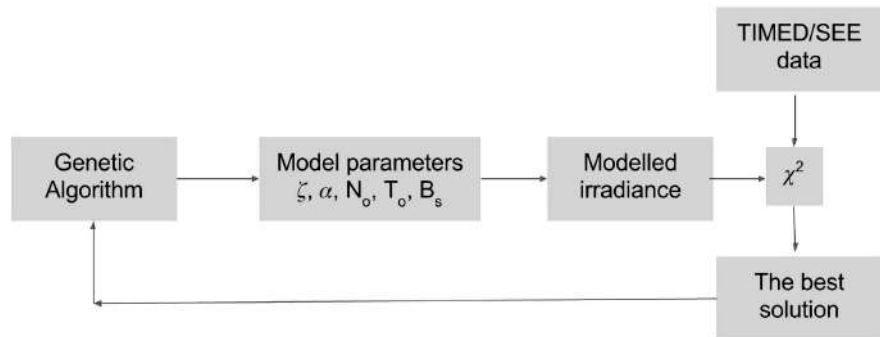 TIMED/SEE
data
Genetic
Algorithm
Model parameters
ζ, α, N₀, T₀, Bₛ
Modelled
irradiance
χ²
The best
solution